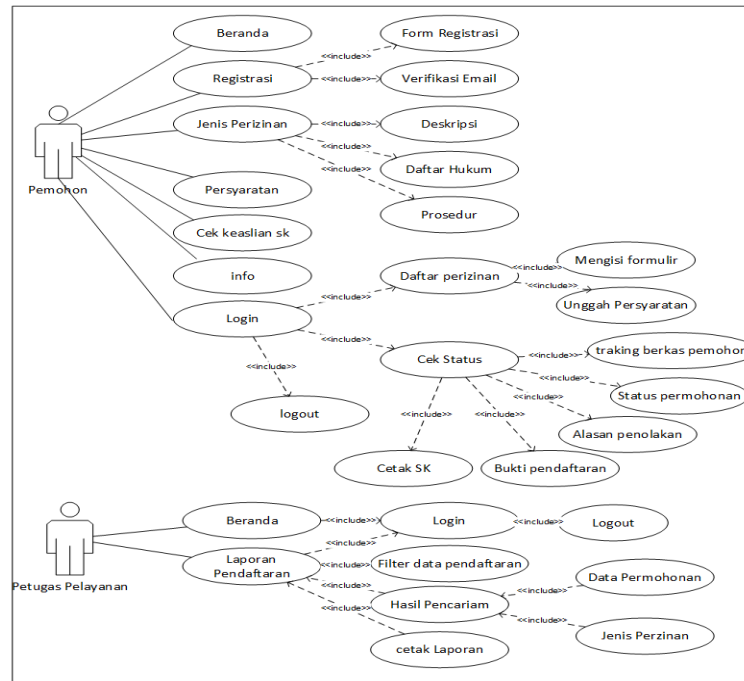 Beranda
Form Registrasi
<<include>>
Registrasi
<<include>>
Verifikasi Email
Jenis Perizinan
<<include>>
Deskripsi
<<include>>
Daftar Hukum
<<include>>
Pemohon
Persyaratan
Prosedur
Cek keaslian sk
info
Daftar perizinan
<<include>>
Mengisi formulir
<<include>>
<<include>>
Unggah Persyaratan
Login
<<include>>
Cek Status
<<include>>
traking berkas pemohon
<<include>>
<<include>>
Status permohonan
<<include>>
logout
<<include>>
<<include>>
Alasan penolakan
Cetak SK
Bukti pendaftaran
Beranda
<<include>>
Login
<<include>>
Logout
<<include>>
Laporan
Pendaftaran
<<include>>
Filter data pendaftaran
Petugas Pelayanan
<<include>>
Hasil Pencariam
<<include>>
Data Permohonan
<<include>>
<<include>>
Jenis Perzinan
cetak Laporan